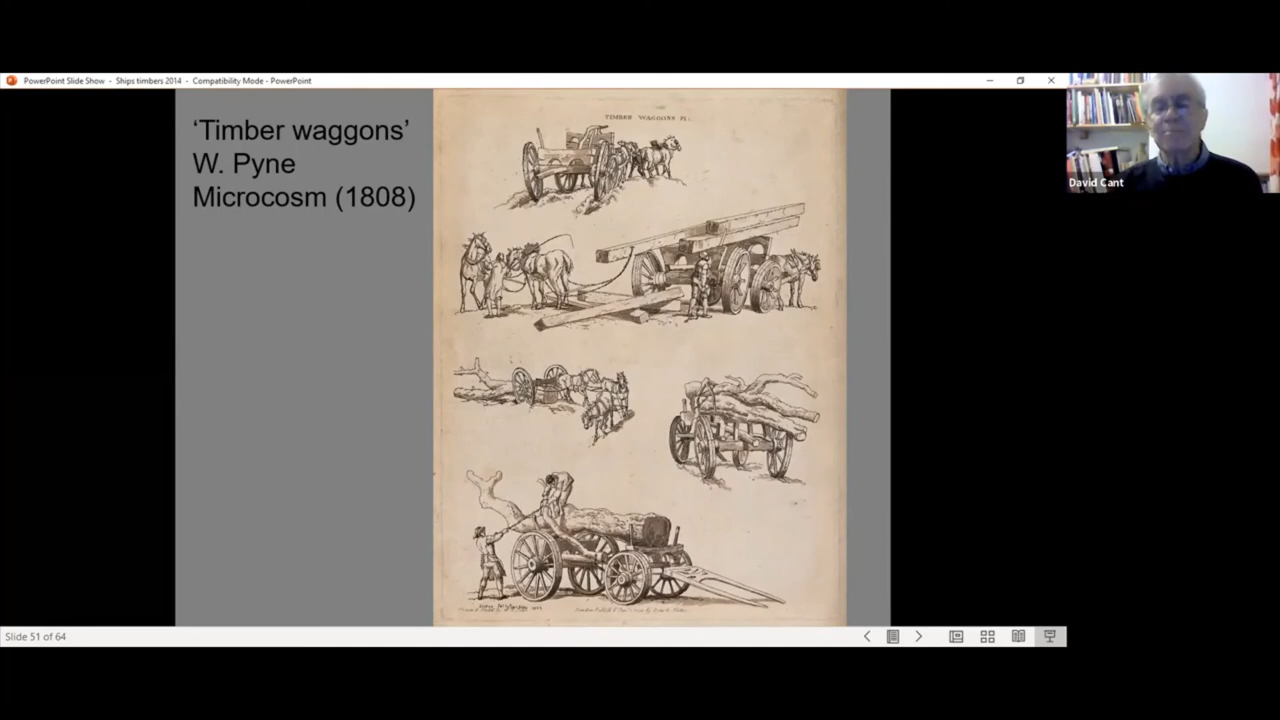 PowerPoint Slide Show - Ships timbers 2014 - Compatibility Mode - PowerPoint
‘Timber waggons’
W. Pyne
Microcosm (1808)
TIMBER WAGGONS
David Cant
Slide 51 of 64